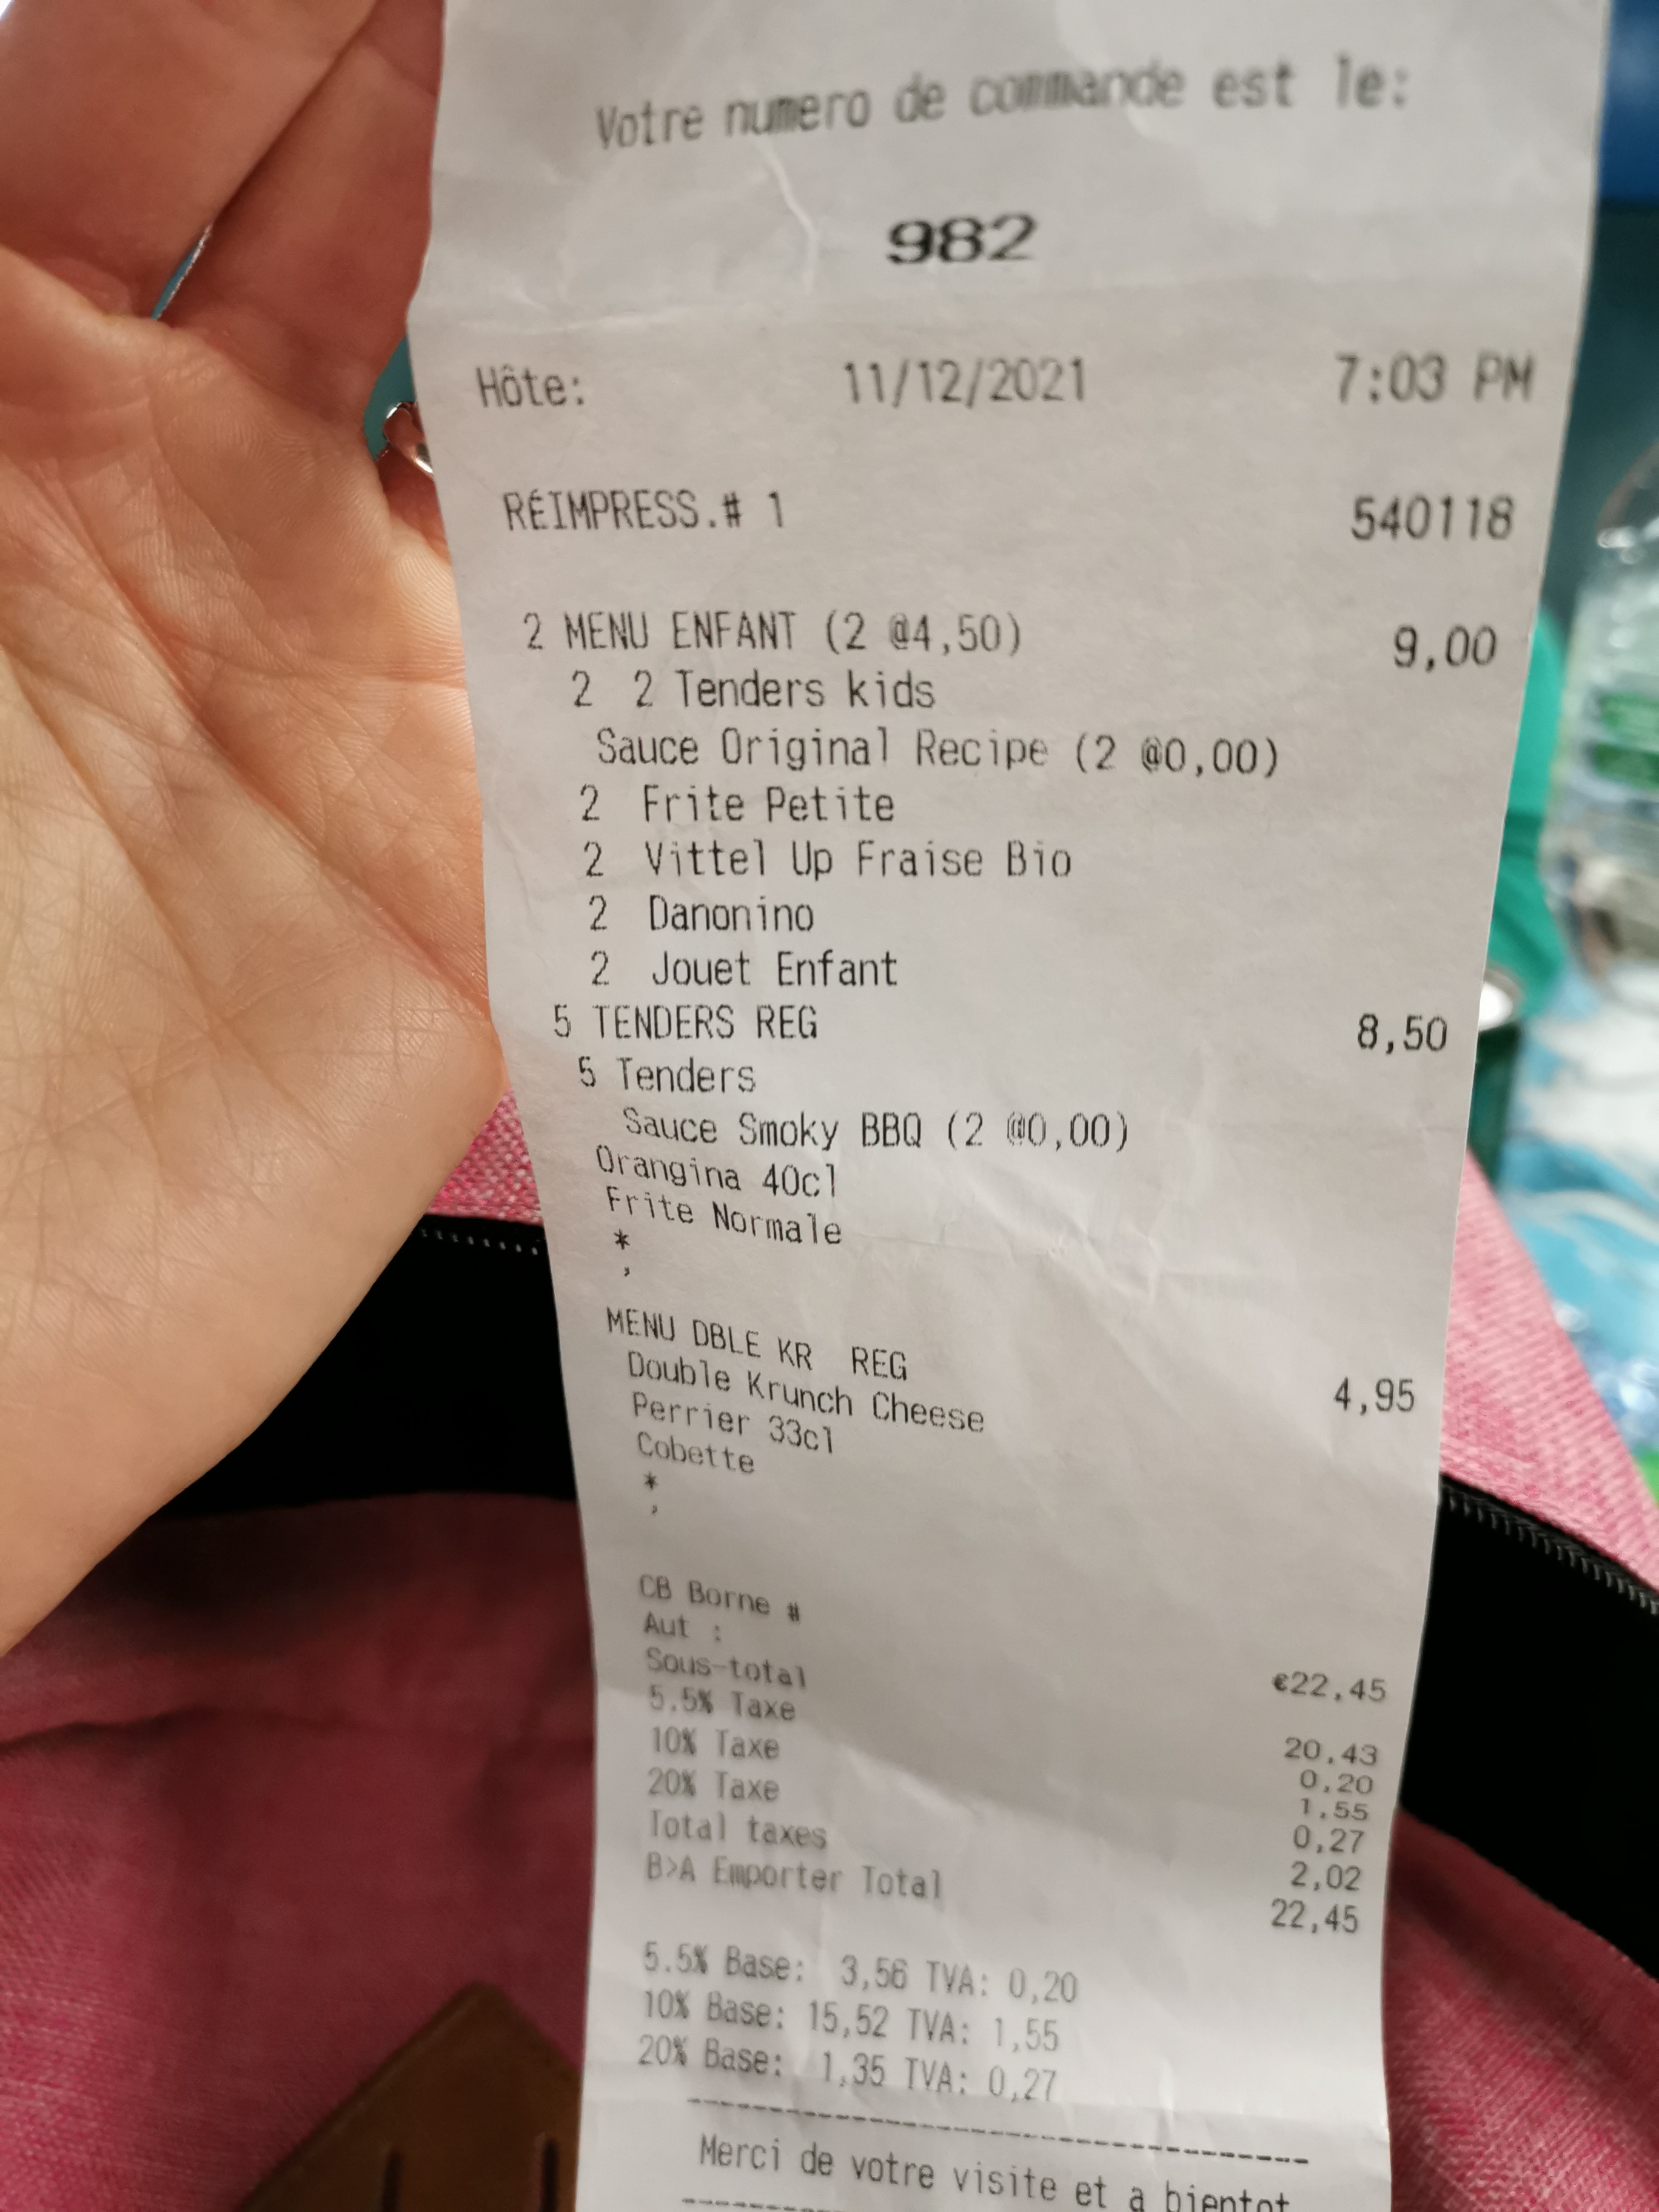 Votre numero de commande est le:
982
Hôte: 11/12/2021 7:03 PM
RÉIMPRESS.# 1 540118
2 MENU ENFANT (2 @4,50) 9,00
2 2 Tenders kids
Sauce Original Recipe (2 @0,00)
2 Frite Petite
2 Vittel Up Fraise Bio
2 Danonino
2 Jouet Enfant
5 TENDERS REG 8,50
5 Tenders
Sauce Smoky BBQ (2 @0,00)
Orangina 40cl
Frite Normale
*
,
MENU DBLE KR REG 4,95
Double Krunch Cheese
Perrier 33cl
Cobette
*
,
CB Borne # €22,45
Aut :
Sous-total 20,43
5.5% Taxe 0,20
10% Taxe 1,55
20% Taxe 0,27
Total taxes 2,02
B>A Emporter Total 22,45
5.5% Base: 3,56 TVA: 0,20
10% Base: 15,52 TVA: 1,55
20% Base: 1,35 TVA: 0,27
--------------------------------
Merci de votre visite et a bientot